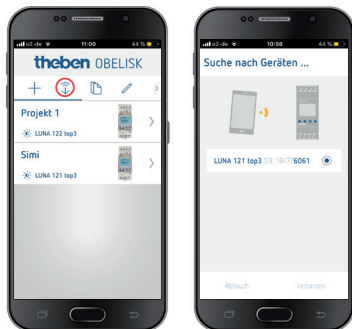 o2-de 11:00 44 %
theben OBELISK
Projekt 1
LUNA 122 top3
Simi
LUNA 121 top3
o2-de 10:56 44 %
Suche nach Geräten ...
LUNA 121 top3 SN: 184776061
Abbruch Verbinden